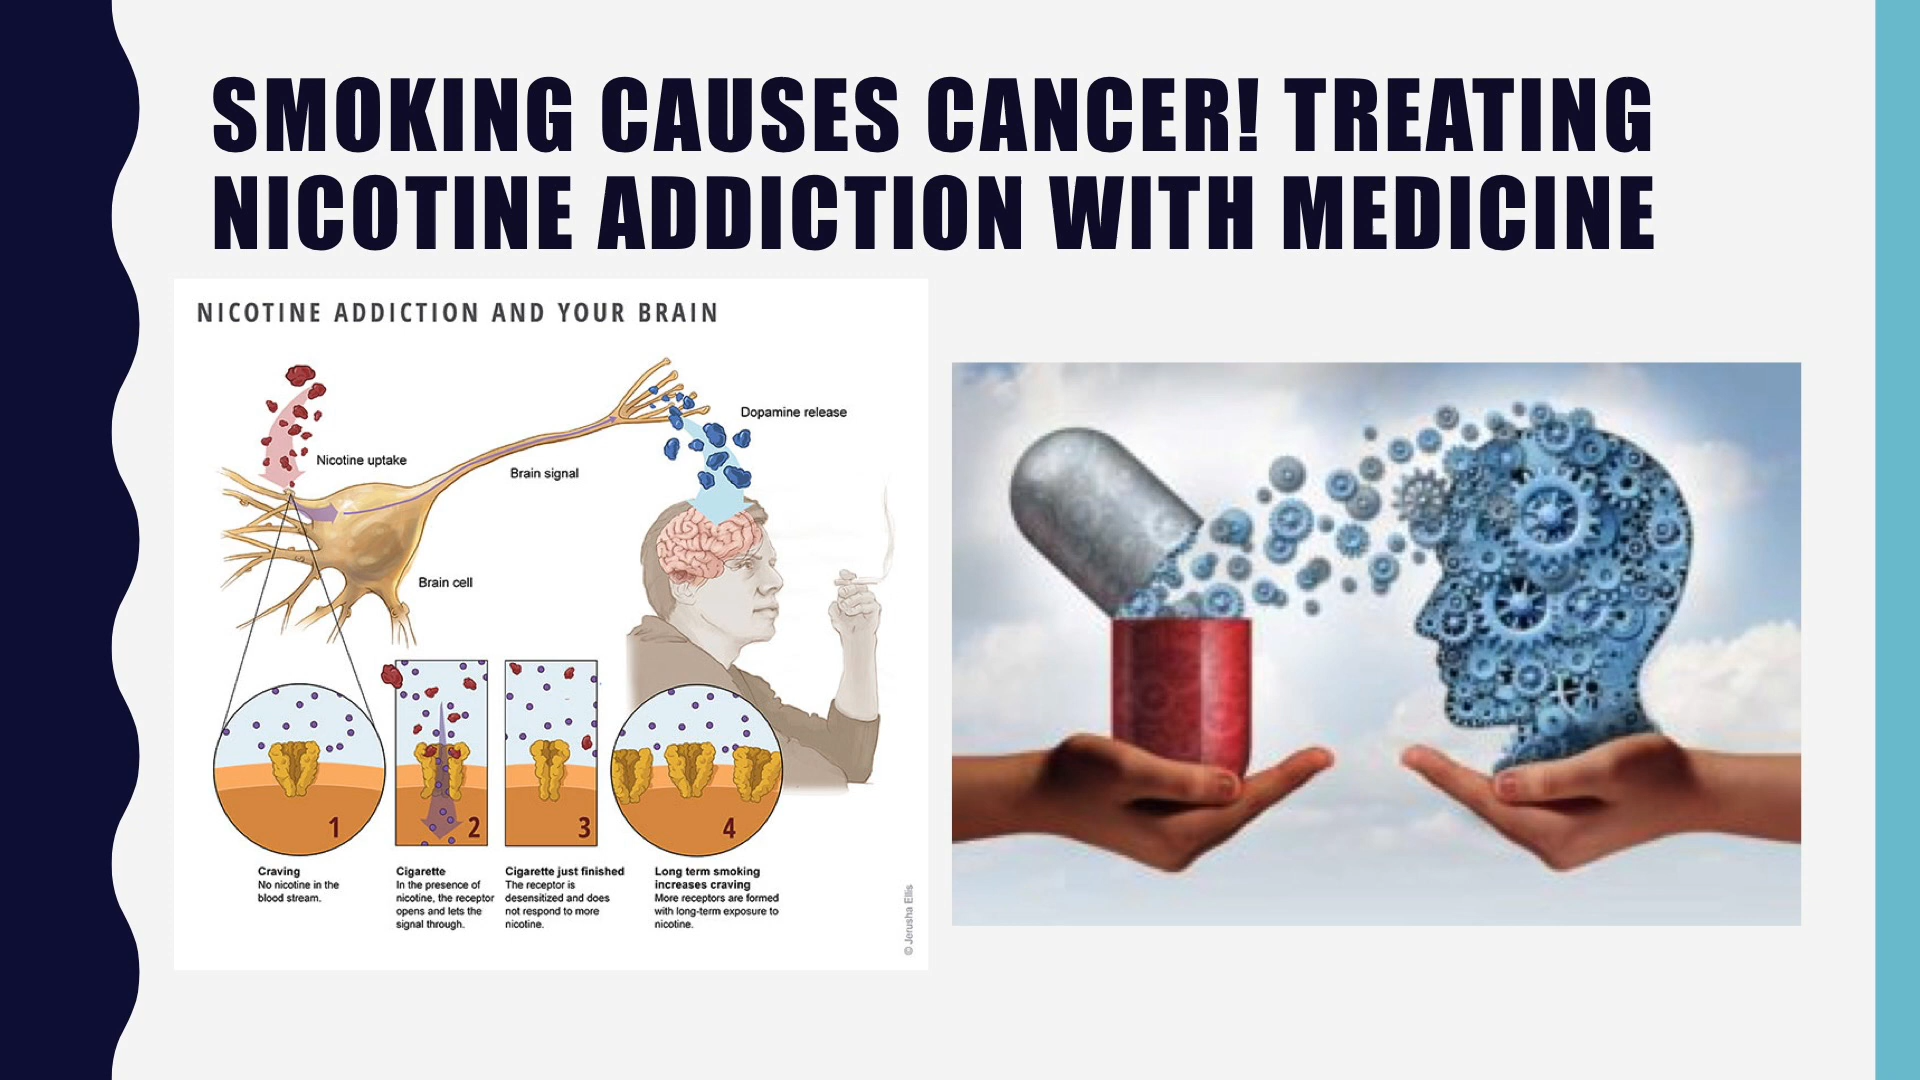 SMOKING CAUSES CANCER! TREATING
NICOTINE ADDICTION WITH MEDICINE
NICOTINE ADDICTION AND YOUR BRAIN
Dopamine release
Nicotine uptake
Brain signal
Brain cell
1
2
3
4
Craving
No nicotine in the
blood stream.
Cigarette
In the presence of
nicotine, the receptor
opens and lets the
signal through.
Cigarette just finished
The receptor is
desensitized and does
not respond to more
nicotine.
Long term smoking
increases craving
More receptors are formed
with long-term exposure to
nicotine.
© Jerusha Ellis